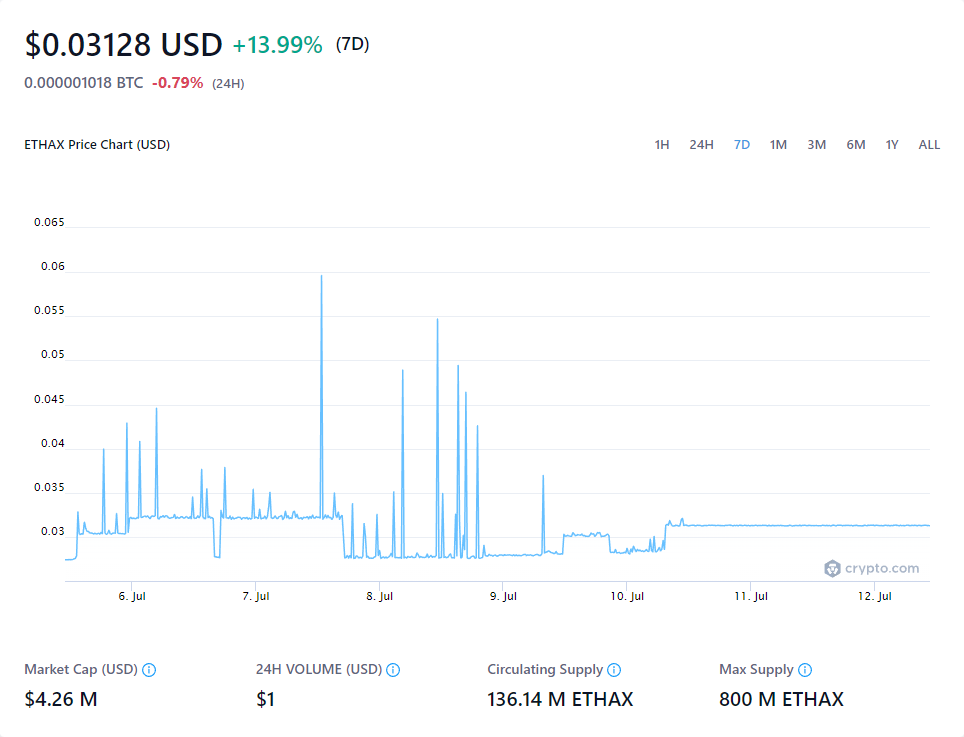 $0.03128 USD +13.99% (7D)
0.000001018 BTC -0.79% (24H)
ETHAX Price Chart (USD) 1H 24H 7D 1M 3M 6M 1Y ALL
0.065
0.06
0.055
0.05
0.045
0.04
0.035
0.03
crypto.com
6. Jul 7. Jul 8. Jul 9. Jul 10. Jul 11. Jul 12. Jul
Market Cap (USD) 24H VOLUME (USD) Circulating Supply Max Supply
$4.26 M $1 136.14 M ETHAX 800 M ETHAX